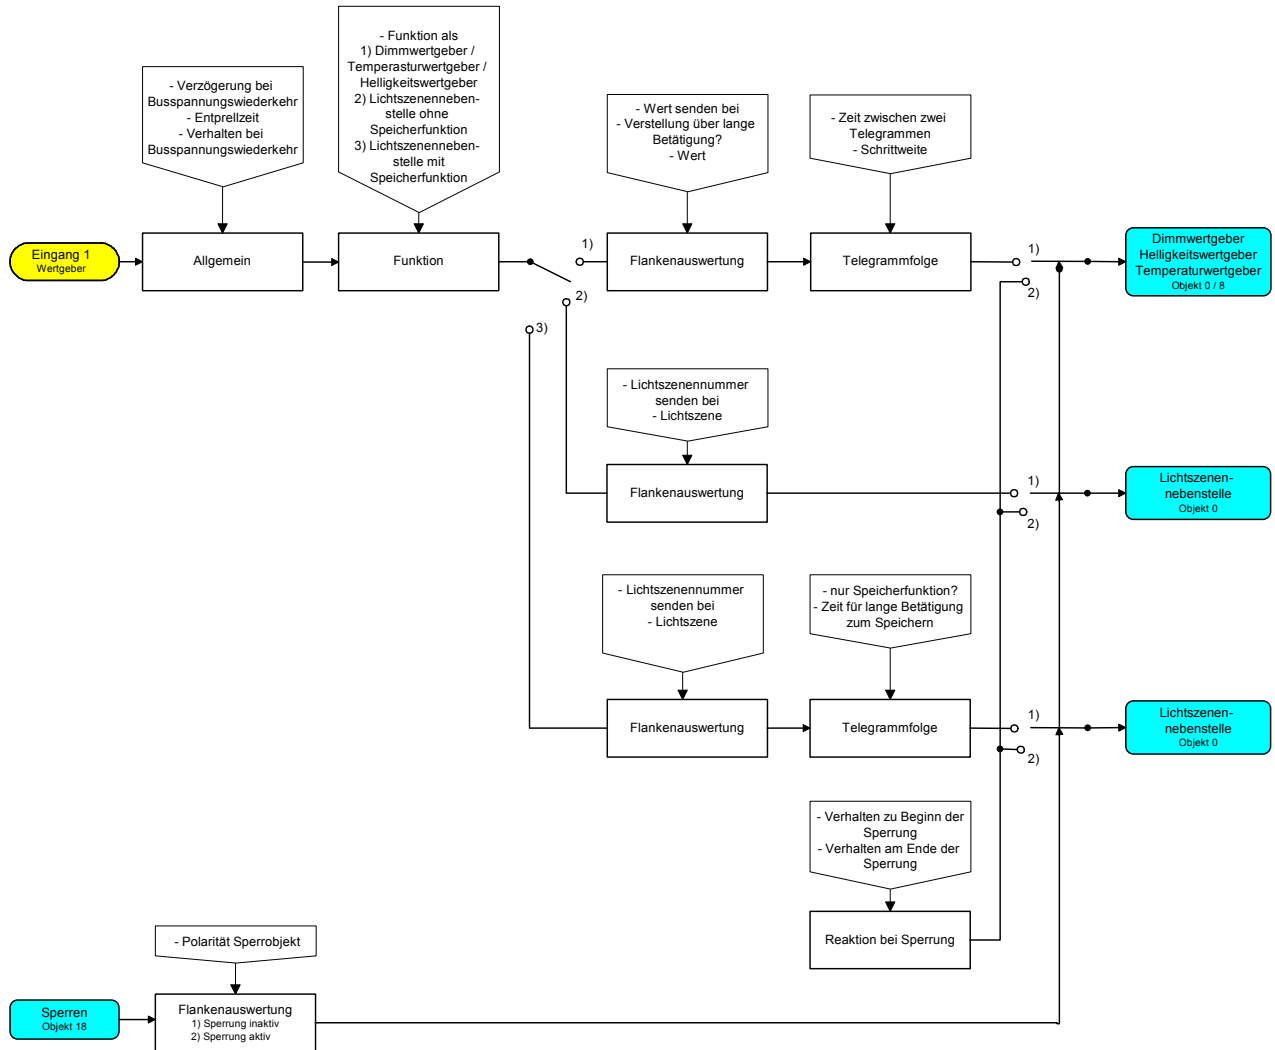 - Funktion als
1) Dimmwertgeber /
Temperasturwertgeber /
Helligkeitswertgeber
2) Lichtszenenneben-
stelle ohne
Speicherfunktion
3) Lichtszenenneben-
stelle mit
Speicherfunktion
- Verzögerung bei
Busspannungswiederkehr
- Entprellzeit
- Verhalten bei
Busspannungswiederkehr
- Wert senden bei
- Verstellung über lange
Betätigung?
- Wert
- Zeit zwischen zwei
Telegrammen
- Schrittweite
Eingang 1
Wertgeber
Allgemein
Funktion
1)
2)
3)
Flankenauswertung
Telegrammfolge
1)
2)
Dimmwertgeber
Helligkeitswertgeber
Temperaturwertgeber
Objekt 0 / 8
- Lichtszenennummer
senden bei
- Lichtszene
Flankenauswertung
1)
2)
Lichtszenen-
nebenstelle
Objekt 0
- Lichtszenennummer
senden bei
- Lichtszene
- nur Speicherfunktion?
- Zeit für lange Betätigung
zum Speichern
Flankenauswertung
Telegrammfolge
1)
2)
Lichtszenen-
nebenstelle
Objekt 0
- Verhalten zu Beginn der
Sperrung
- Verhalten am Ende der
Sperrung
Reaktion bei Sperrung
- Polarität Sperrobjekt
Sperren
Objekt 18
Flankenauswertung
1) Sperrung inaktiv
2) Sperrung aktiv